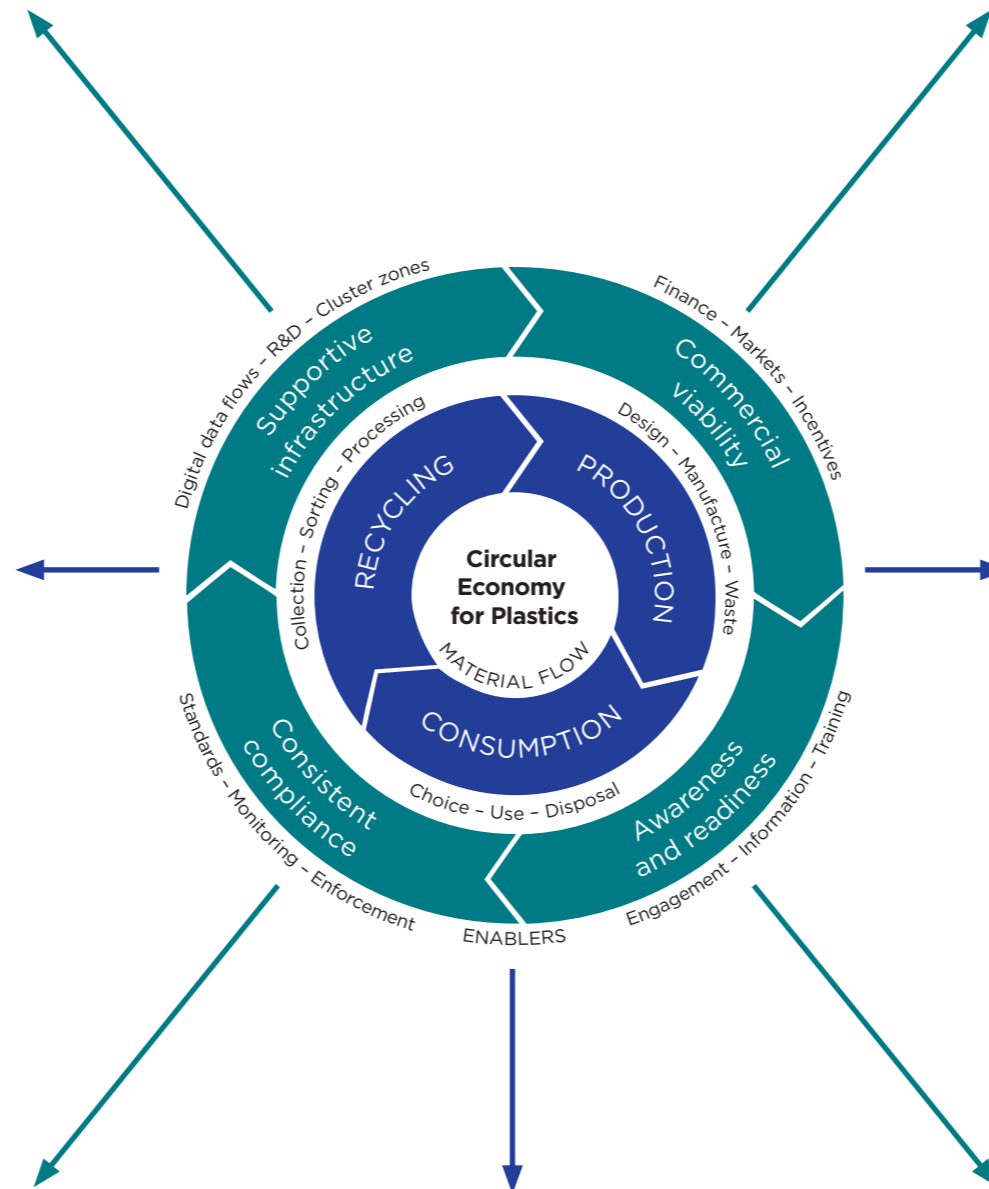 Digital data flows – R&D – Cluster zones
Finance – Markets – Incentives
Supportive
infrastructure
Commercial
viability
Collection – Sorting – Processing
Design – Manufacture – Waste
RECYCLING
PRODUCTION
Circular
Economy
for Plastics
MATERIAL FLOW
CONSUMPTION
Choice – Use – Disposal
Consistent
compliance
Awareness
and readiness
Standards – Monitoring – Enforcement
Engagement – Information – Training
ENABLERS